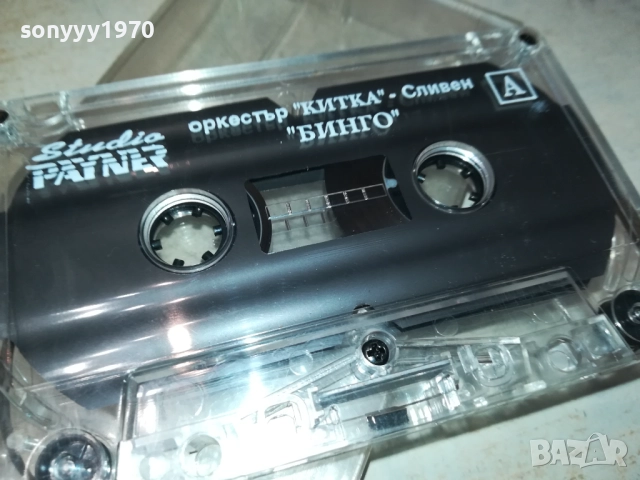 sonyyy1970
Studio
PAYNER
оркестър "КИТКА" - Сливен
"БИНГО"
A
BAZAR